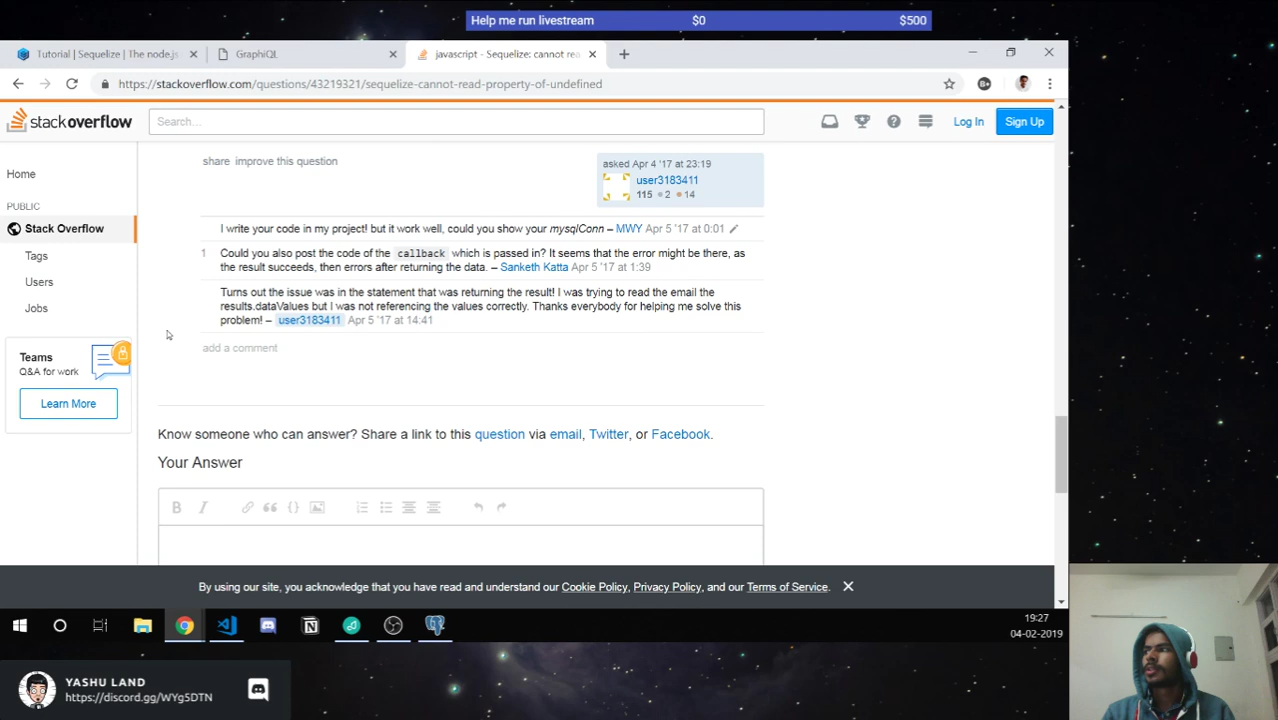 Help me run livestream $0 $500
Tutorial | Sequelize | The node.js
GraphiQL
javascript - Sequelize: cannot rea
https://stackoverflow.com/questions/43219321/sequelize-cannot-read-property-of-undefined
stackoverflow
Search...
Log In
Sign Up
Home
PUBLIC
Stack Overflow
Tags
Users
Jobs
Teams
Q&A for work
Learn More
share improve this question
asked Apr 4 '17 at 23:19
user3183411
115 2 14
I write your code in my project! but it work well, could you show your mysqlConn – MWY Apr 5 '17 at 0:01
1 Could you also post the code of the callback which is passed in? It seems that the error might be there, as
the result succeeds, then errors after returning the data. – Sanketh Katta Apr 5 '17 at 1:39
Turns out the issue was in the statement that was returning the result! I was trying to read the email the
results.dataValues but I was not referencing the values correctly. Thanks everybody for helping me solve this
problem! – user3183411 Apr 5 '17 at 14:41
add a comment
Know someone who can answer? Share a link to this question via email, Twitter, or Facebook.
Your Answer
B I
By using our site, you acknowledge that you have read and understand our Cookie Policy, Privacy Policy, and our Terms of Service.
19:27
04-02-2019
YASHU LAND
https://discord.gg/WYg5DTN